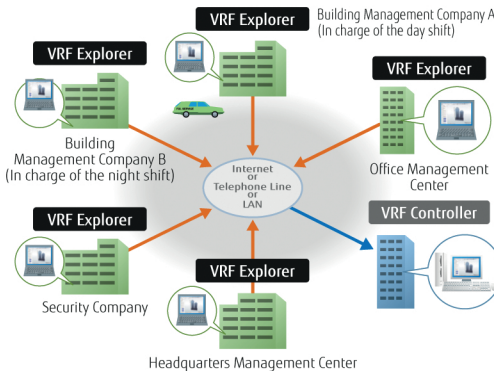 VRF Explorer
Building Management Company A
(In charge of the day shift)
VRF Explorer
VRF Explorer
Building
Management Company B
(In charge of the night shift)
Internet
or
Telephone Line
or
LAN
Office Management
Center
VRF Explorer
VRF Controller
Security Company
VRF Explorer
Headquarters Management Center